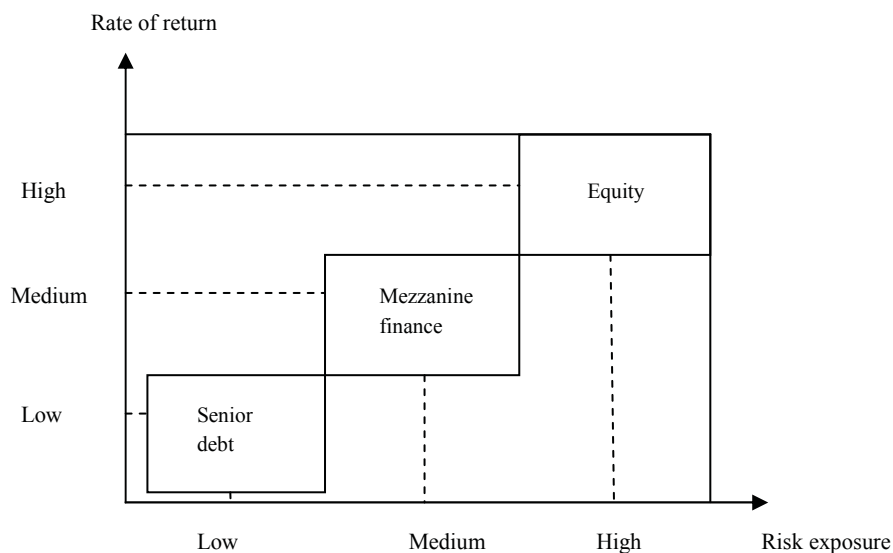 Rate of return
High
Equity
Medium
Mezzanine
finance
Low
Senior
debt
Low
Medium
High
Risk exposure